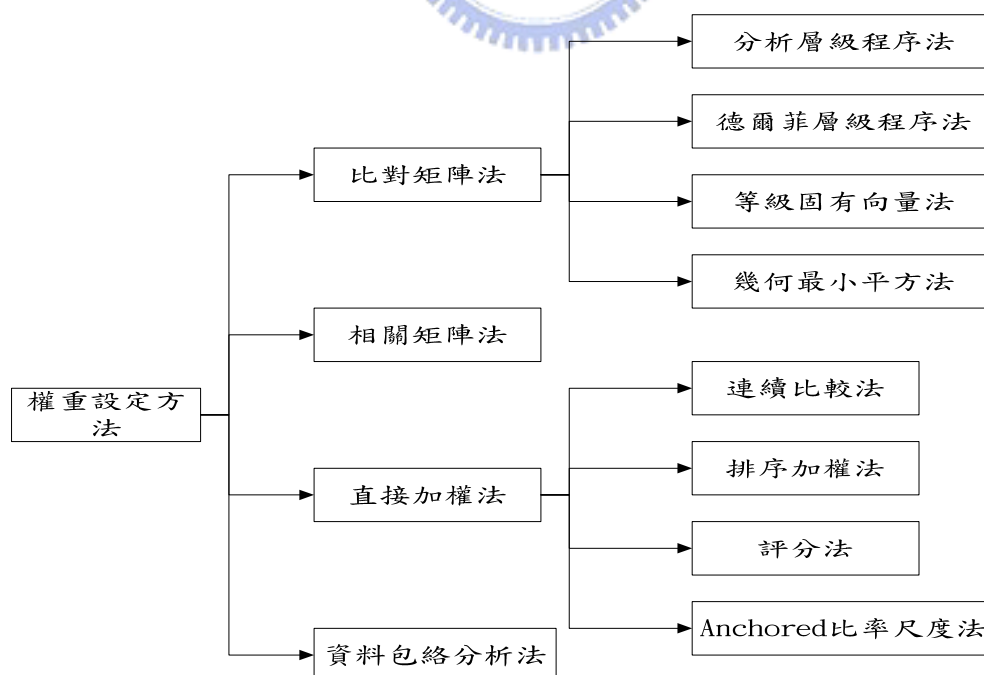 分析層級程序法
德爾菲層級程序法
比對矩陣法
等級固有向量法
幾何最小平方法
相關矩陣法
權重設定方
法
連續比較法
排序加權法
直接加權法
評分法
Anchored比率尺度法
資料包絡分析法